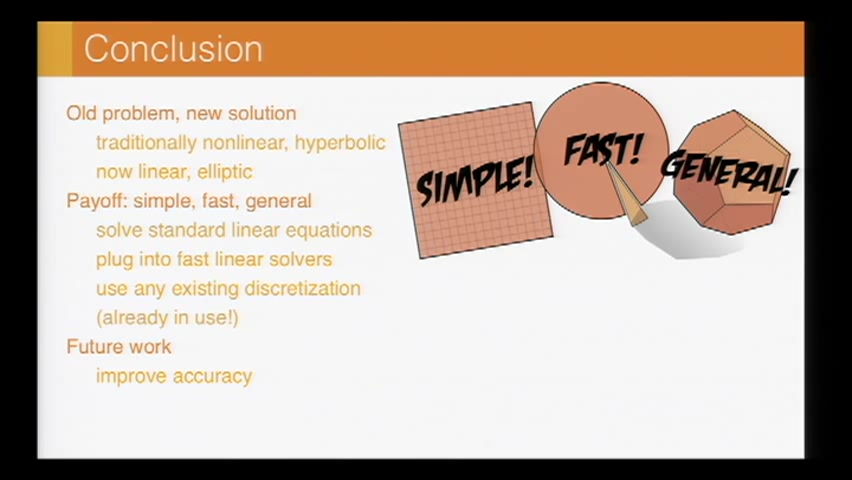 Conclusion
Old problem, new solution
traditionally nonlinear, hyperbolic
now linear, elliptic
Payoff: simple, fast, general
solve standard linear equations
plug into fast linear solvers
use any existing discretization
(already in use!)
Future work
improve accuracy
SIMPLE!
FAST!
GENERAL!